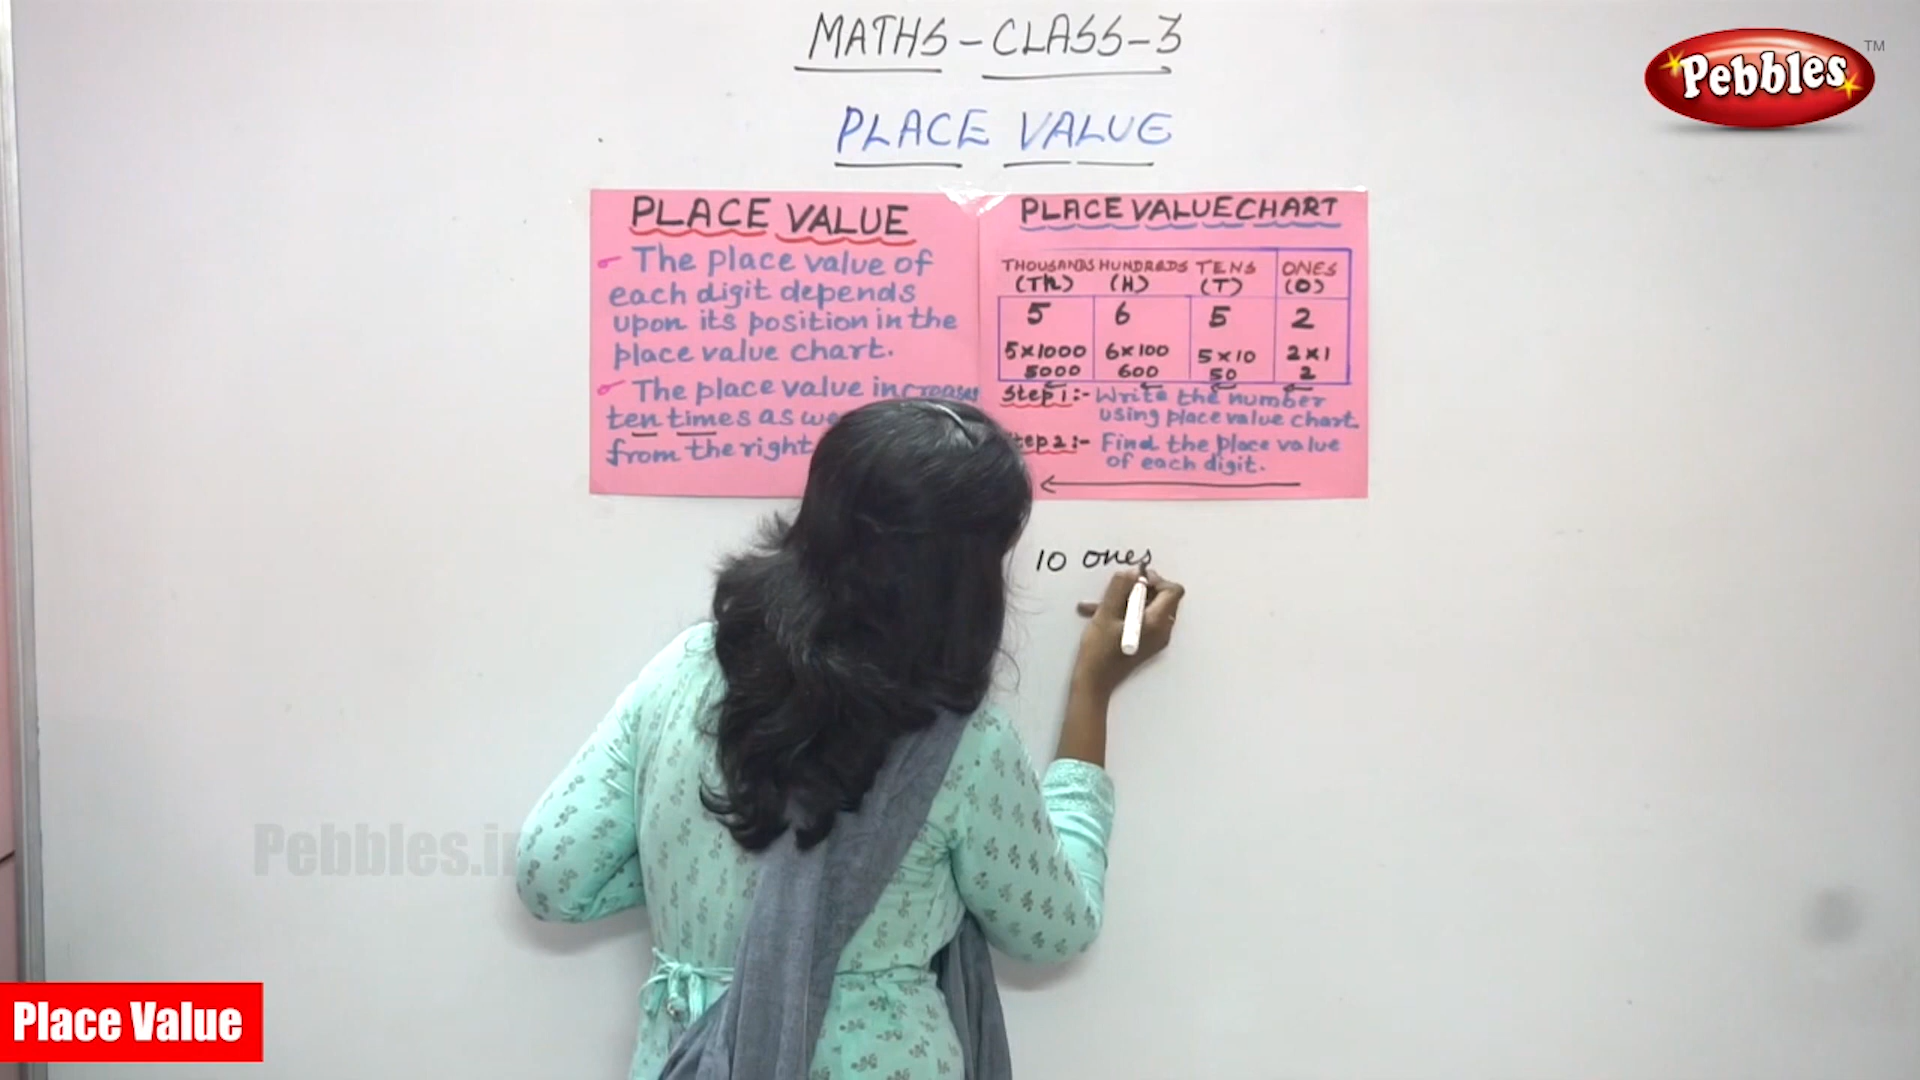 MATHS - CLASS - 3
Pebbles TM
PLACE VALUE
PLACE VALUE
The place value of
each digit depends
upon its position in the
place value chart.
The place value increases
ten times as we
from the right
PLACE VALUE CHART
THOUSANDS HUNDREDS TENS ONES
(Th) (H) (T) (O)
5 6 5 2
5×1000 6×100 5×10 2×1
5000 600 50 2
Step 1:- Write the number
using place value chart.
Step 2:- Find the place value
of each digit.
10 ones
Pebbles.in
Place Value